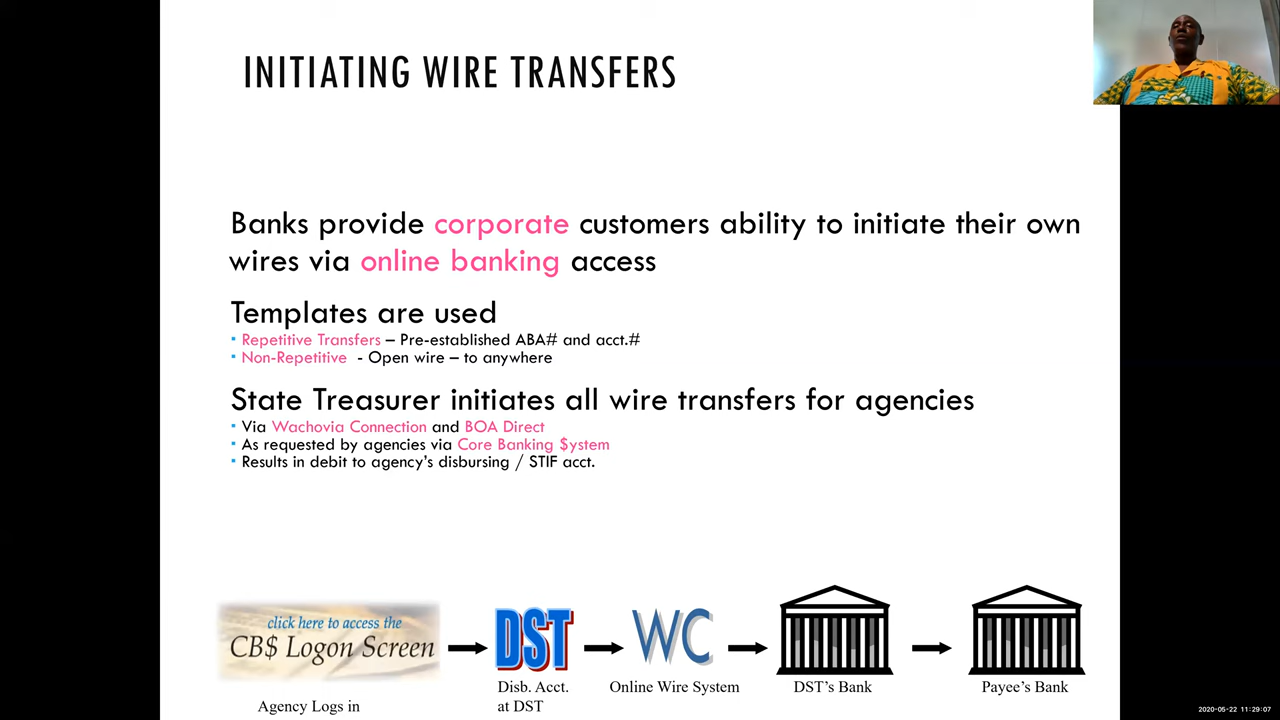 INITIATING WIRE TRANSFERS
Banks provide corporate customers ability to initiate their own
wires via online banking access
Templates are used
▪ Repetitive Transfers – Pre-established ABA# and acct.#
▪ Non-Repetitive - Open wire – to anywhere
State Treasurer initiates all wire transfers for agencies
▪ Via Wachovia Connection and BOA Direct
▪ As requested by agencies via Core Banking $ystem
▪ Results in debit to agency's disbursing / STIF acct.
click here to access the
CB$ Logon Screen
DST
WC
Agency Logs in
Disb. Acct.
at DST
Online Wire System
DST's Bank
Payee's Bank
2020-05-22 11:29:07